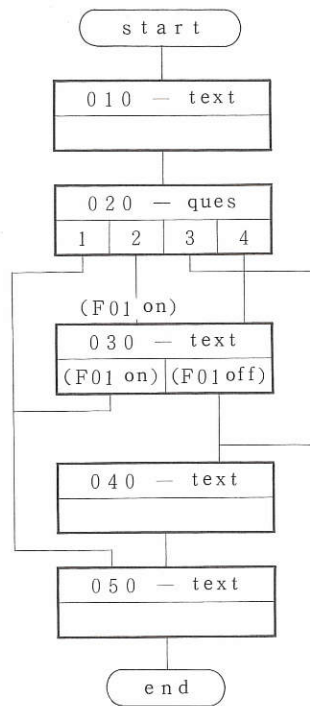 start
010 — text
020 — ques
1 2 3 4
(F01 on)
030 — text
(F01 on) (F01 off)
040 — text
050 — text
end